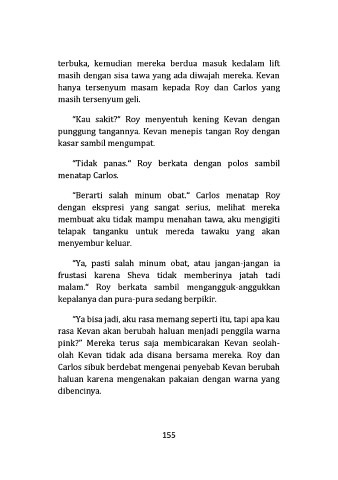 terbuka, kemudian mereka berdua masuk kedalam lift
masih dengan sisa tawa yang ada diwajah mereka. Kevan
hanya tersenyum masam kepada Roy dan Carlos yang
masih tersenyum geli.
"Kau sakit?" Roy menyentuh kening Kevan dengan
punggung tangannya. Kevan menepis tangan Roy dengan
kasar sambil mengumpat.
"Tidak panas." Roy berkata dengan polos sambil
menatap Carlos.
"Berarti salah minum obat." Carlos menatap Roy
dengan ekspresi yang sangat serius, melihat mereka
membuat aku tidak mampu menahan tawa, aku mengigiti
telapak tanganku untuk mereda tawaku yang akan
menyembur keluar.
"Ya, pasti salah minum obat, atau jangan-jangan ia
frustasi karena Sheva tidak memberinya jatah tadi
malam." Roy berkata sambil mengangguk-anggukkan
kepalanya dan pura-pura sedang berpikir.
"Ya bisa jadi, aku rasa memang seperti itu, tapi apa kau
rasa Kevan akan berubah haluan menjadi penggila warna
pink?" Mereka terus saja membicarakan Kevan seolah-
olah Kevan tidak ada disana bersama mereka. Roy dan
Carlos sibuk berdebat mengenai penyebab Kevan berubah
haluan karena mengenakan pakaian dengan warna yang
dibencinya.
155